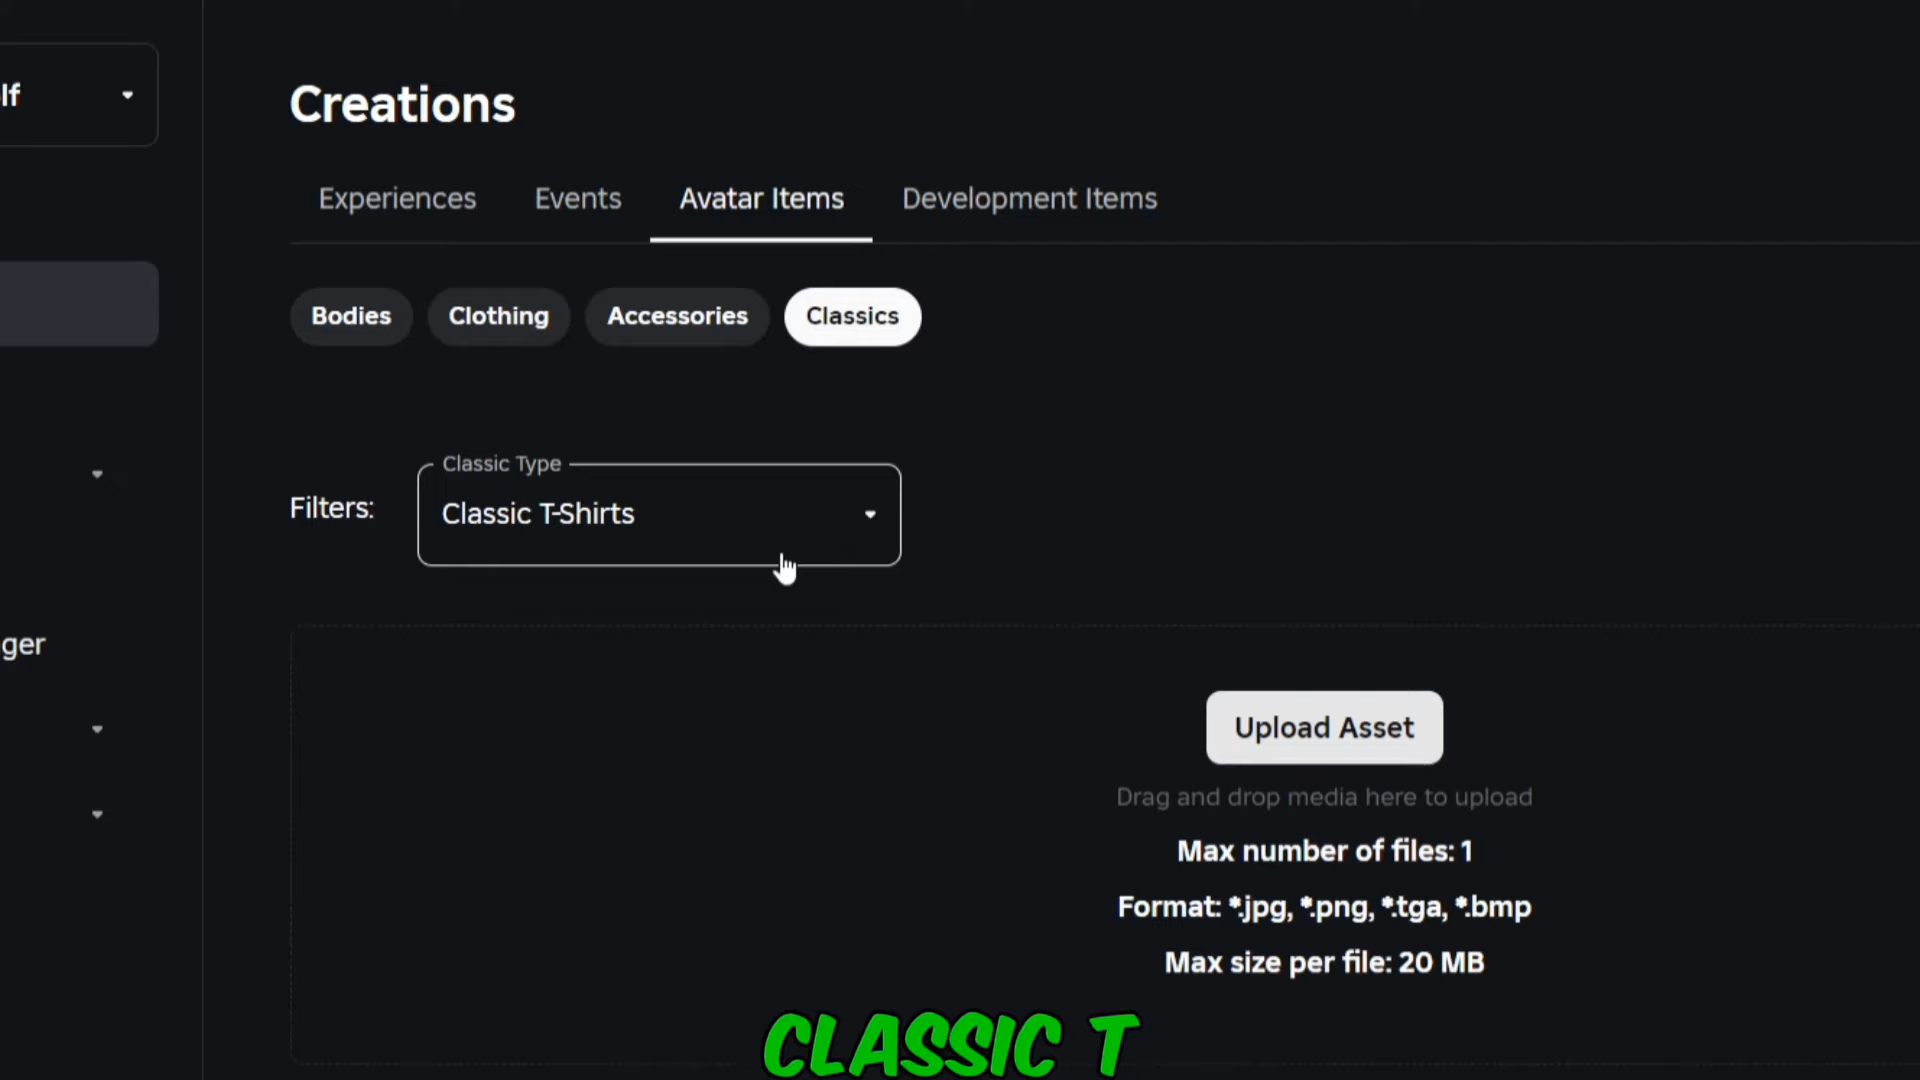 lf
Creations
Experiences Events Avatar Items Development Items
Bodies Clothing Accessories Classics
Classic Type
Filters: Classic T-Shirts
ger
Upload Asset
Drag and drop media here to upload
Max number of files: 1
Format: *.jpg, *.png, *.tga, *.bmp
Max size per file: 20 MB
CLASSIC T